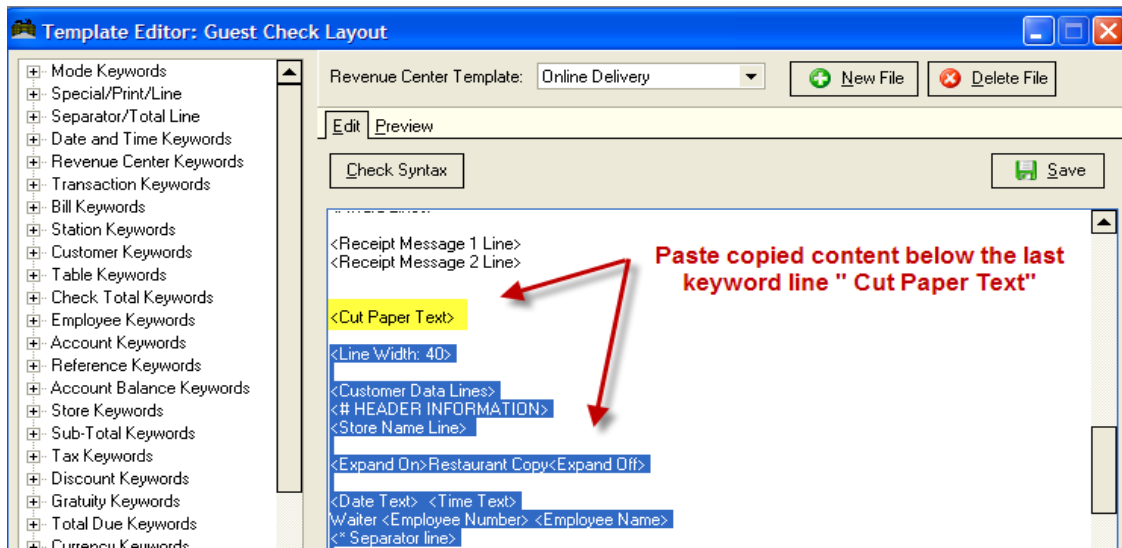 Template Editor: Guest Check Layout
Mode Keywords
Special/Print/Line
Separator/Total Line
Date and Time Keywords
Revenue Center Keywords
Transaction Keywords
Bill Keywords
Station Keywords
Customer Keywords
Table Keywords
Check Total Keywords
Employee Keywords
Account Keywords
Reference Keywords
Account Balance Keywords
Store Keywords
Sub-Total Keywords
Tax Keywords
Discount Keywords
Gratuity Keywords
Total Due Keywords
Currency Keywords
Revenue Center Template: Online Delivery New File Delete File
Edit Preview
Check Syntax Save
<Receipt Message 1 Line>
<Receipt Message 2 Line>
Paste copied content below the last
keyword line " Cut Paper Text"
<Cut Paper Text>
<Line Width: 40>
<Customer Data Lines>
<# HEADER INFORMATION>
<Store Name Line>
<Expand On>Restaurant Copy<Expand Off>
<Date Text> <Time Text>
Waiter <Employee Number> <Employee Name>
<* Separator line>